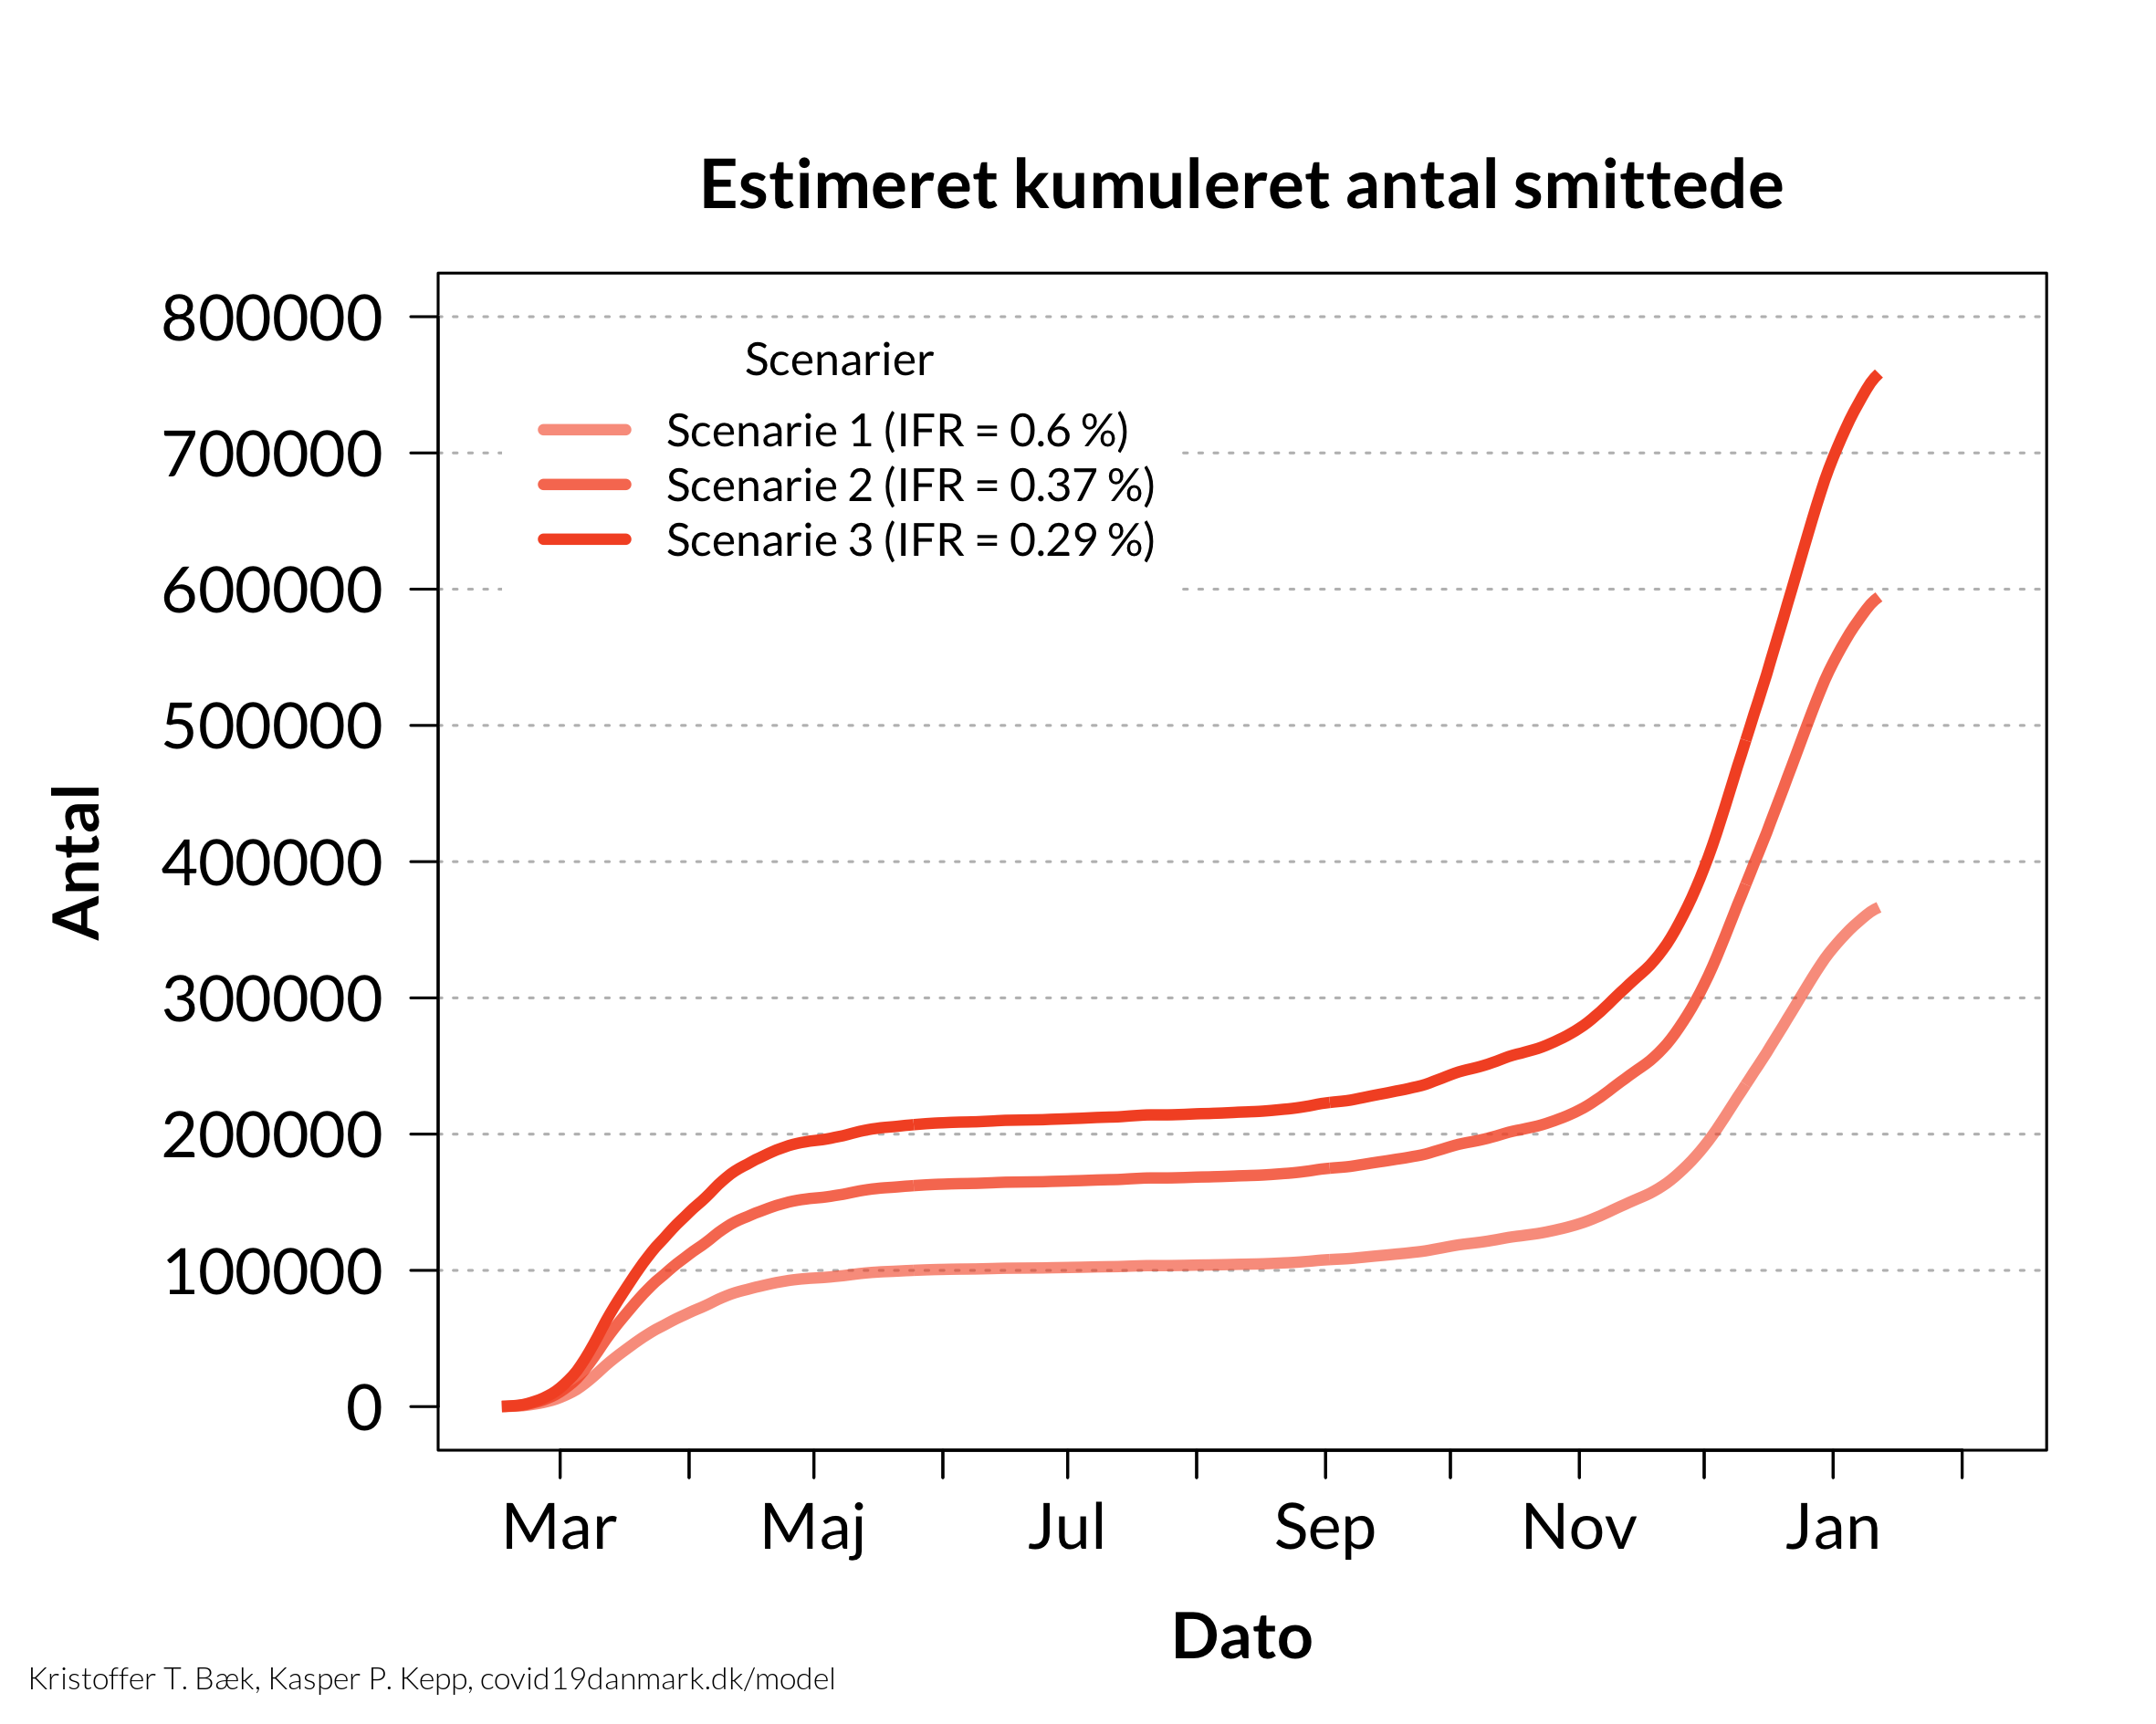 Estimeret kumuleret antal smittede
800000
700000
600000
500000
400000
300000
200000
100000
0
Antal
Scenarier
Scenarie 1 (IFR = 0.6 %)
Scenarie 2 (IFR = 0.37 %)
Scenarie 3 (IFR = 0.29 %)
Mar Maj Jul Sep Nov Jan
Dato
Kristoffer T. Bæk, Kasper P. Kepp, covid19danmark.dk/model